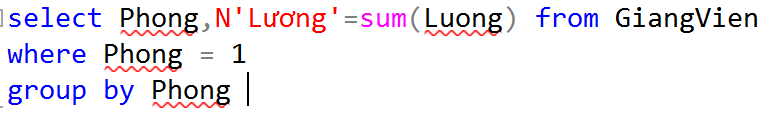 select Phong,N'Lương'=sum(Luong) from GiangVien
where Phong = 1
group by Phong